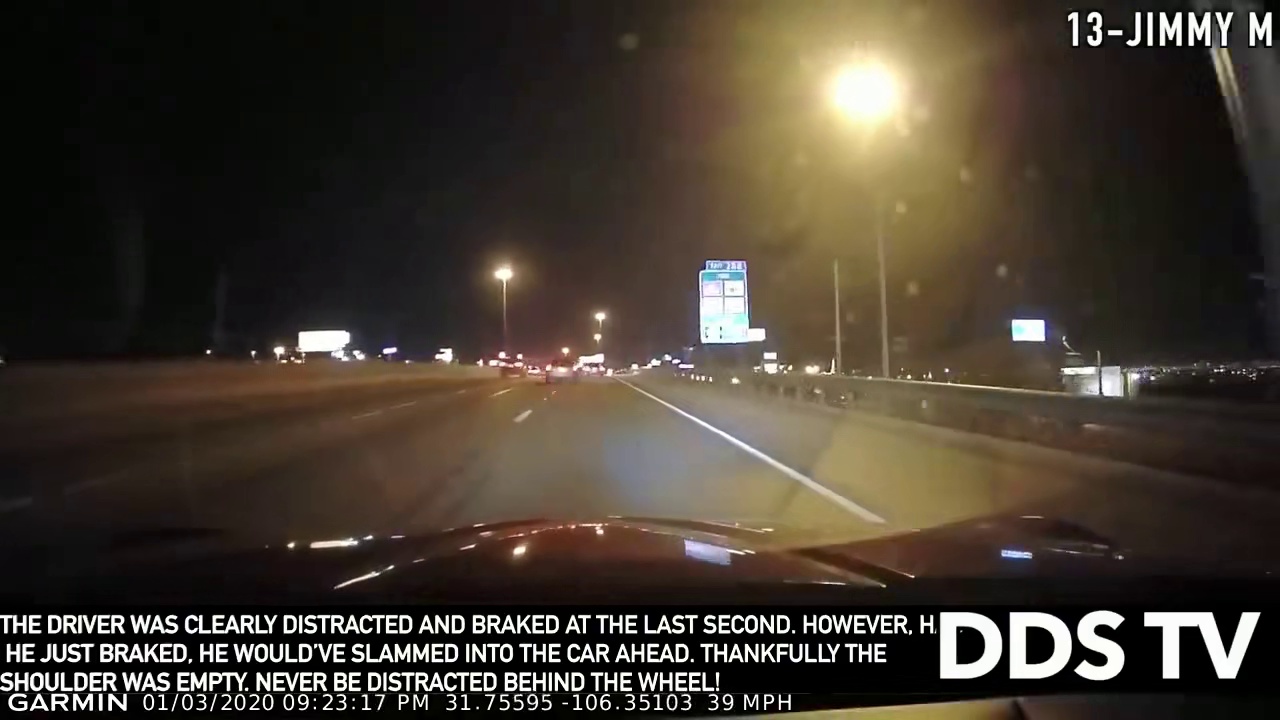 13-JIMMY M
THE DRIVER WAS CLEARLY DISTRACTED AND BRAKED AT THE LAST SECOND. HOWEVER, HA
HE JUST BRAKED, HE WOULD'VE SLAMMED INTO THE CAR AHEAD. THANKFULLY THE
SHOULDER WAS EMPTY. NEVER BE DISTRACTED BEHIND THE WHEEL!
DDS TV
GARMIN 01/03/2020 09:23:17 PM 31.75595 -106.35103 39 MPH